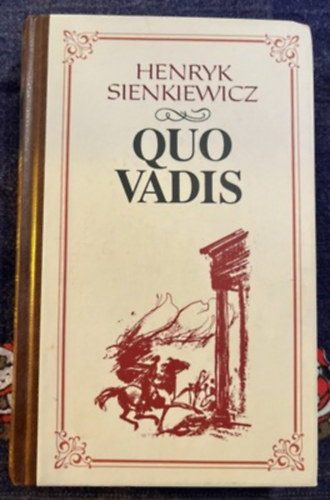 HENRYK
SIENKIEWICZ
QUO
VADIS